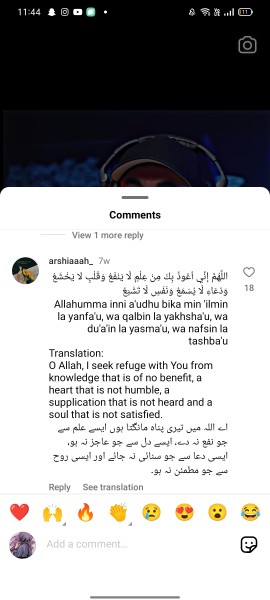 11:44
Comments
View 1 more reply
arshiaaah_ 7w
اللَّهُمَّ إِنِّي أَعُوذُ بِكَ مِنْ عِلْمٍ لَا يَنْفَعُ وَقَلْبٍ لَا يَخْشَعُ
وَدُعَاءٍ لَا يُسْمَعُ وَنَفْسٍ لَا تَشْبَعُ
Allahumma inni a'udhu bika min 'ilmin
la yanfa'u, wa qalbin la yakhsha'u, wa
du'a'in la yasma'u, wa nafsin la
tashba'u
18
Translation:
O Allah, I seek refuge with You from
knowledge that is of no benefit, a
heart that is not humble, a
supplication that is not heard and a
soul that is not satisfied.
اے اللہ میں تیری پناہ مانگتا ہوں ایسے علم سے
جو نفع نہ دے، ایسے دل سے جو عاجز نہ ہو،
ایسی دعا سے جو سنائی نہ جائے اور ایسی روح
سے جو مطمئن نہ ہو۔
Reply See translation
Add a comment...